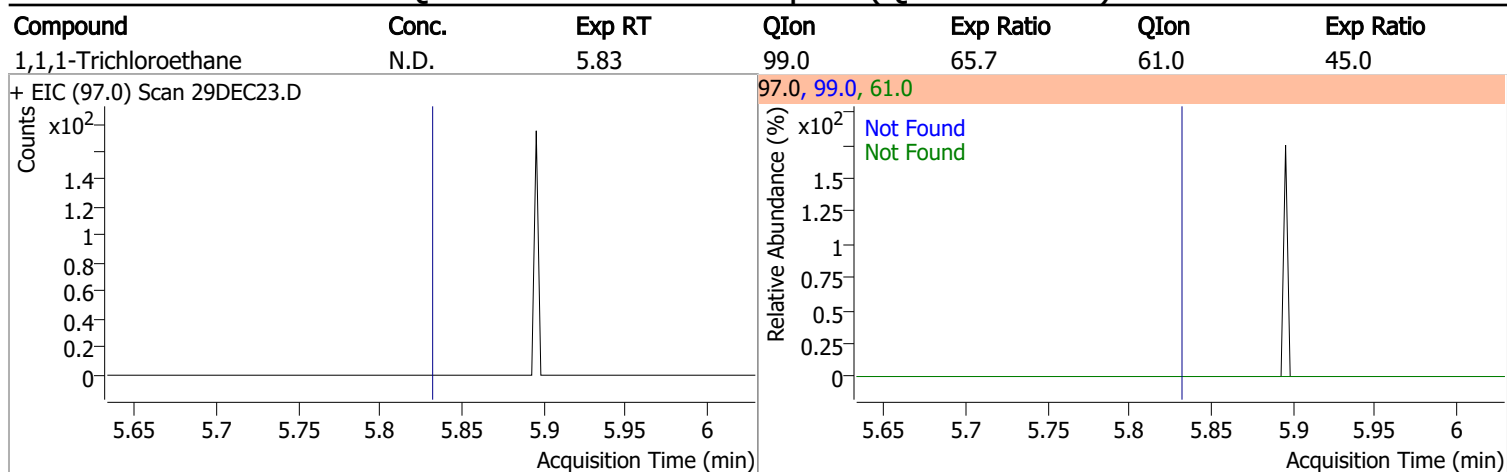 Compound Conc. Exp RT QIon Exp Ratio QIon Exp Ratio
1,1,1-Trichloroethane N.D. 5.83 99.0 65.7 61.0 45.0
+ EIC (97.0) Scan 29DEC23.D
Counts
x10²
1.4
1.2
1
0.8
0.6
0.4
0.2
0
5.65 5.7 5.75 5.8 5.85 5.9 5.95 6
Acquisition Time (min)
97.0, 99.0, 61.0
Relative Abundance (%)
x10²
Not Found
Not Found
1.5
1.25
1
0.75
0.5
0.25
0
5.65 5.7 5.75 5.8 5.85 5.9 5.95 6
Acquisition Time (min)